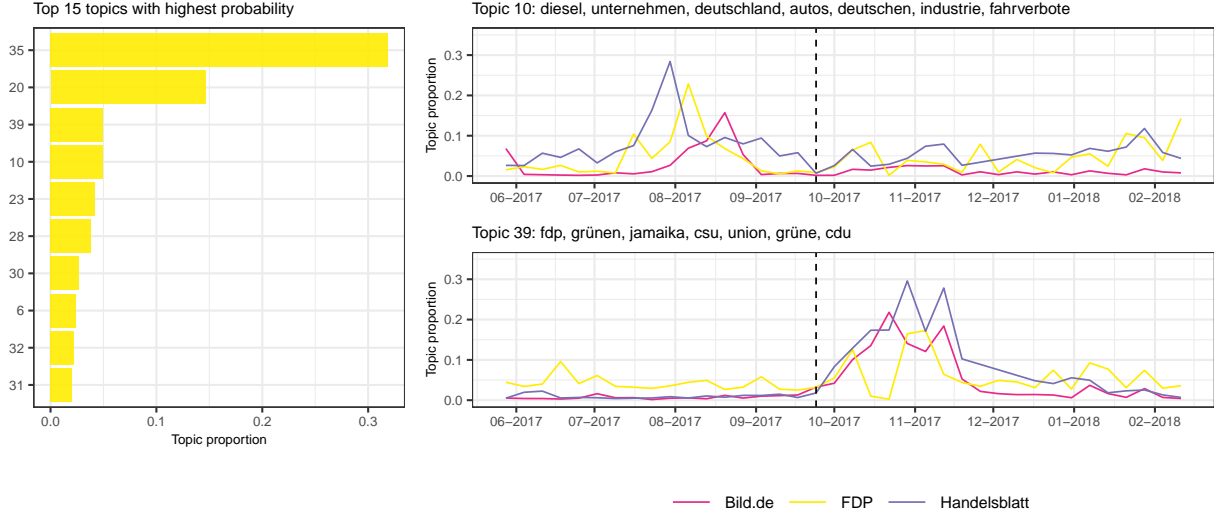 Top 15 topics with highest probability
35
20
39
10
23
28
30
6
32
31
0.0 0.1 0.2 0.3
Topic proportion
Topic 10: diesel, unternehmen, deutschland, autos, deutschen, industrie, fahrverbote
Topic proportion
0.3
0.2
0.1
0.0
06–2017 07–2017 08–2017 09–2017 10–2017 11–2017 12–2017 01–2018 02–2018
Topic 39: fdp, grünen, jamaika, csu, union, grüne, cdu
Topic proportion
0.3
0.2
0.1
0.0
06–2017 07–2017 08–2017 09–2017 10–2017 11–2017 12–2017 01–2018 02–2018
Bild.de FDP Handelsblatt